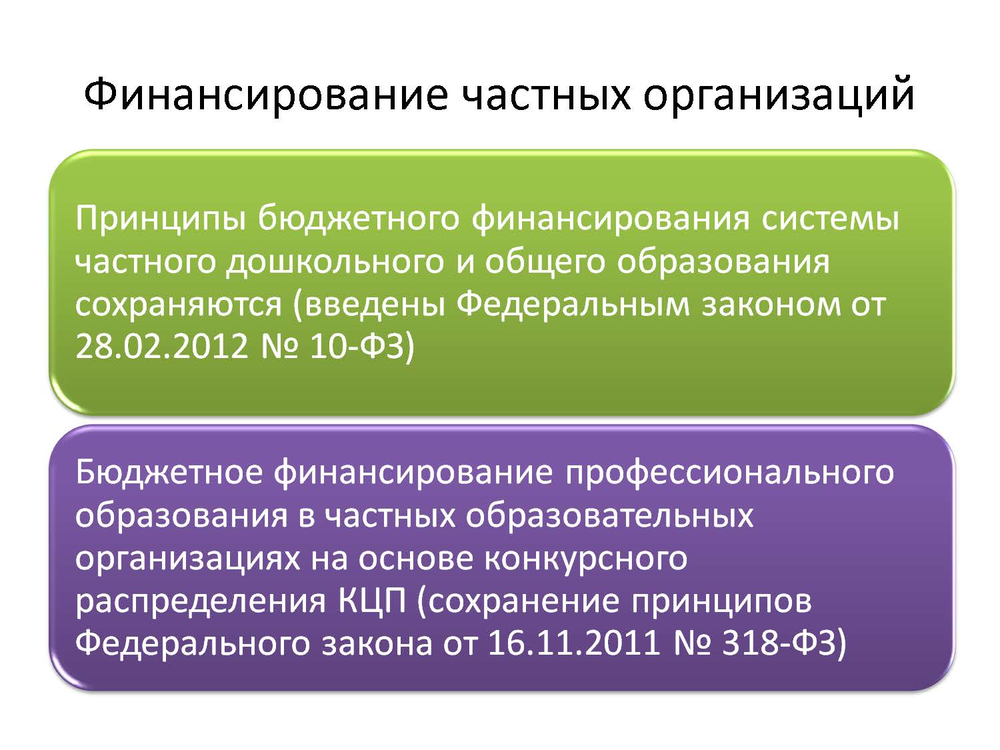 Финансирование частных организаций
Принципы бюджетного финансирования системы
частного дошкольного и общего образования
сохраняются (введены Федеральным законом от
28.02.2012 № 10-ФЗ)
Бюджетное финансирование профессионального
образования в частных образовательных
организациях на основе конкурсного
распределения КЦП (сохранение принципов
Федерального закона от 16.11.2011 № 318-ФЗ)